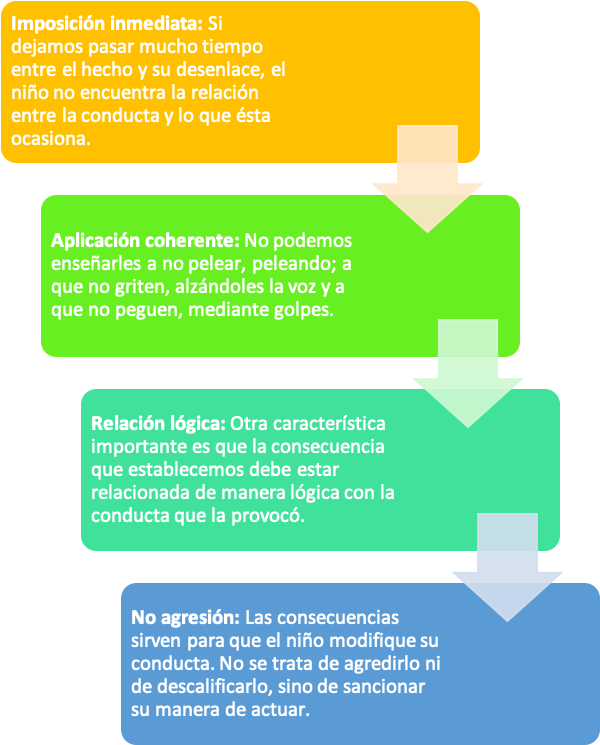 Imposición inmediata: Si
dejamos pasar mucho tiempo
entre el hecho y su desenlace, el
niño no encuentra la relación
entre la conducta y lo que ésta
ocasiona.
Aplicación coherente: No podemos
enseñarles a no pelear, peleando; a
que no griten, alzándoles la voz y a
que no peguen, mediante golpes.
Relación lógica: Otra característica
importante es que la consecuencia
que establecemos debe estar
relacionada de manera lógica con la
conducta que la provocó.
No agresión: Las consecuencias
sirven para que el niño modifique su
conducta. No se trata de agredirlo ni
de descalificarlo, sino de sancionar
su manera de actuar.